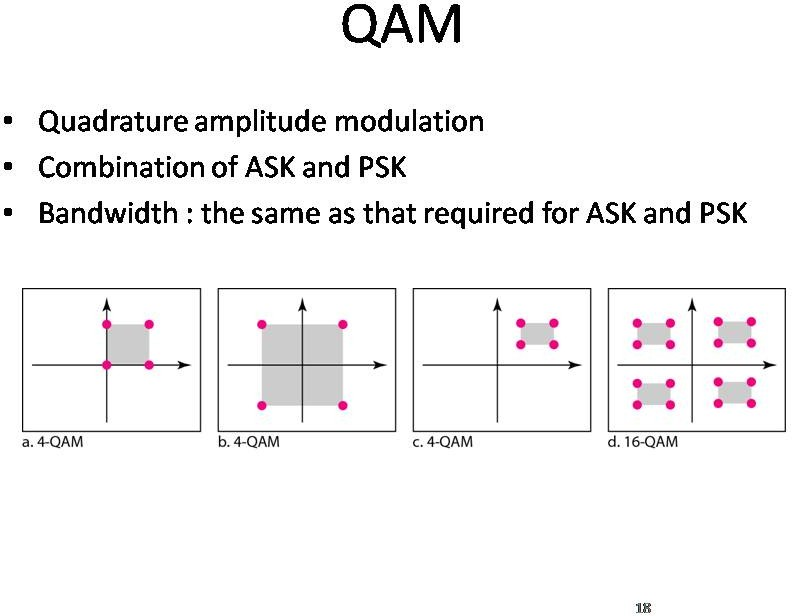 QAM
• Quadrature amplitude modulation
• Combination of ASK and PSK
• Bandwidth : the same as that required for ASK and PSK
a. 4-QAM
b. 4-QAM
c. 4-QAM
d. 16-QAM
18